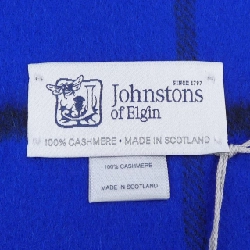 SINCE 1797
Johnstons
of Elgin
100% CASHMERE • MADE IN SCOTLAND
100% CASHMERE
MADE IN SCOTLAND